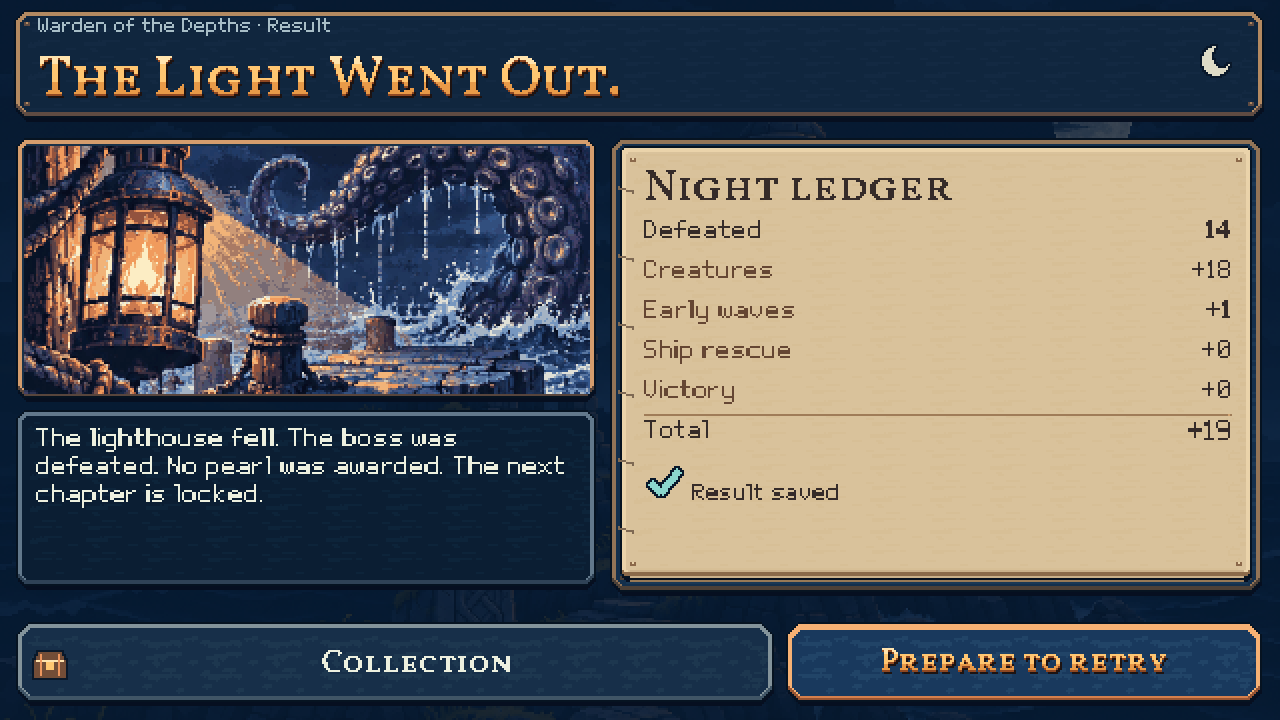 Warden of the Depths · Result
The Light Went Out.
The lighthouse fell. The boss was
defeated. No pearl was awarded. The next
chapter is locked.
Night ledger
Defeated 14
Creatures +18
Early waves +1
Ship rescue +0
Victory +0
Total +19
Result saved
Collection
Prepare to retry